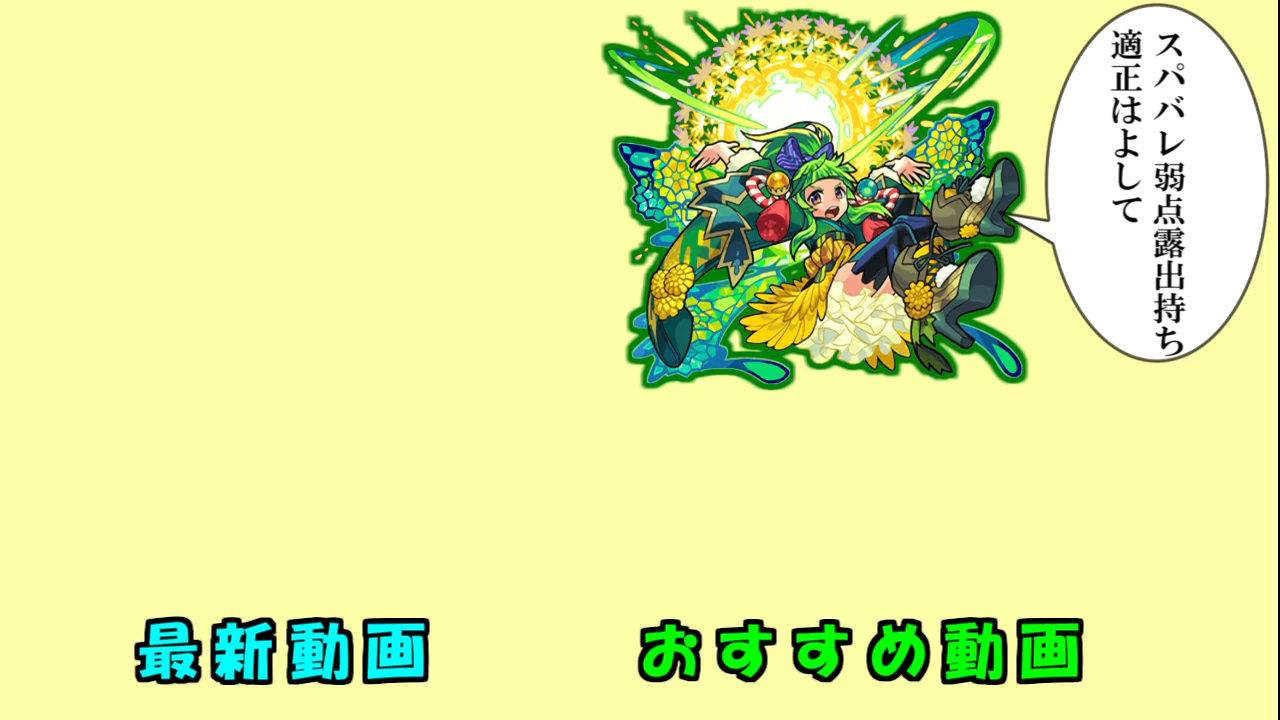 スパバレ弱点露出持ち
適正はよして
最新動画
おすすめ動画